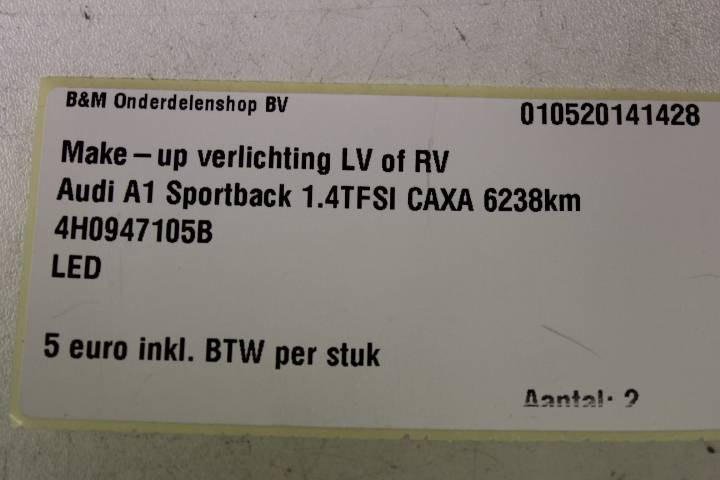 B&M Onderdelenshop BV
010520141428
Make-up verlichting LV of RV
Audi A1 Sportback 1.4TFSI CAXA 6238km
4H0947105B
LED
5 euro inkl. BTW per stuk
Aantal: 2